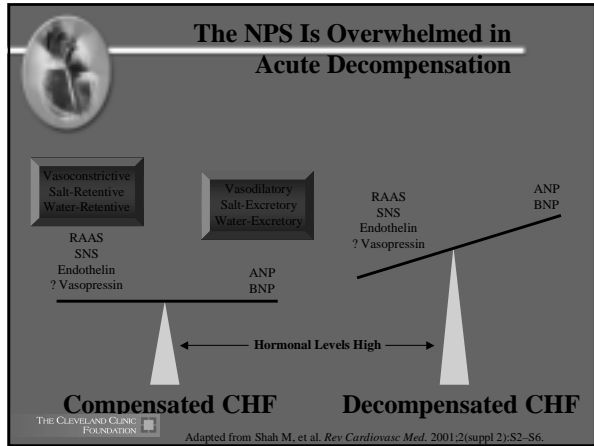 The NPS Is Overwhelmed in
Acute Decompensation
Vasoconstrictive
Salt-Retentive
Water-Retentive
Vasodilatory
Salt-Excretory
Water-Excretory
RAAS
SNS
Endothelin
? Vasopressin
ANP
BNP
RAAS
SNS
Endothelin
? Vasopressin
ANP
BNP
Hormonal Levels High
Compensated CHF
Decompensated CHF
THE CLEVELAND CLINIC
FOUNDATION
Adapted from Shah M, et al. Rev Cardiovasc Med. 2001;2(suppl 2):S2–S6.